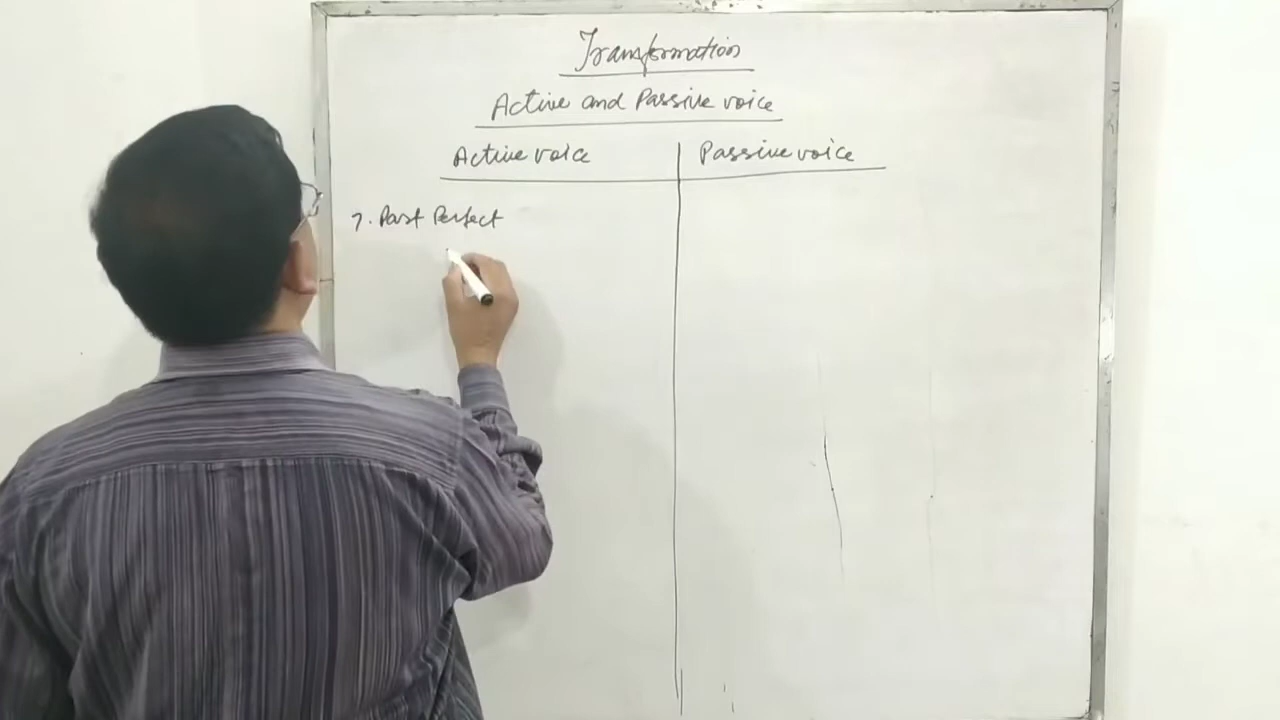 Transformation
Active and Passive voice
Active voice
Passive voice
7. Past Perfect